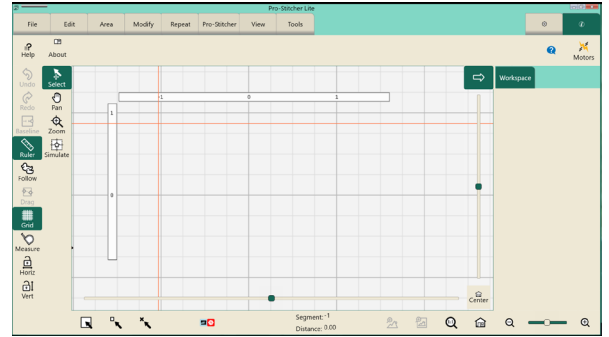 Pro-Stitcher Lite
File Edit Area Modify Repeat Pro-Stitcher View Tools
Help About Motors
Undo Select Workspace
Redo Pan
Baseline Zoom
Ruler Simulate
Follow
Drag
Grid
Measure
Horiz
Vert
-1 0 1
1
0
Center
Segment: -1
Distance: 0.00
1:1